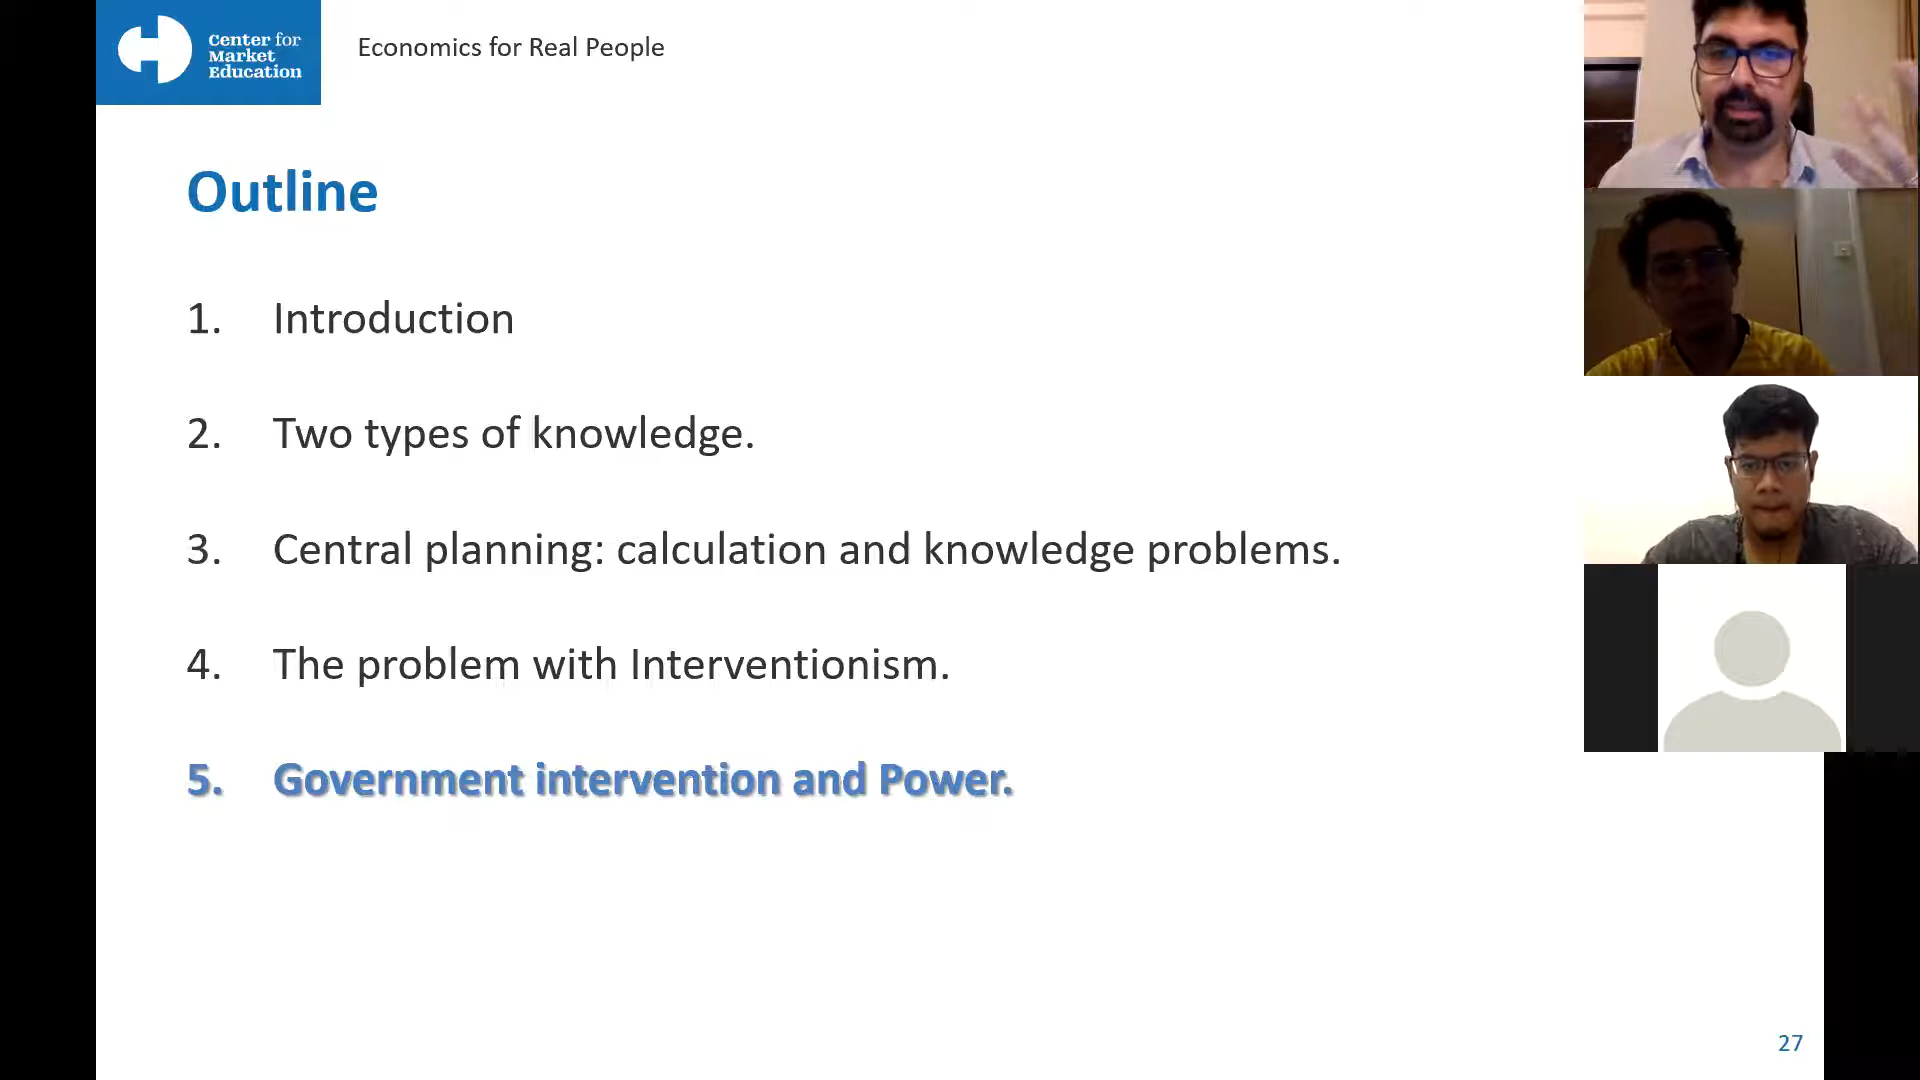 Center for
Market
Education
Economics for Real People
Outline
1. Introduction
2. Two types of knowledge.
3. Central planning: calculation and knowledge problems.
4. The problem with Interventionism.
5. Government intervention and Power.
27